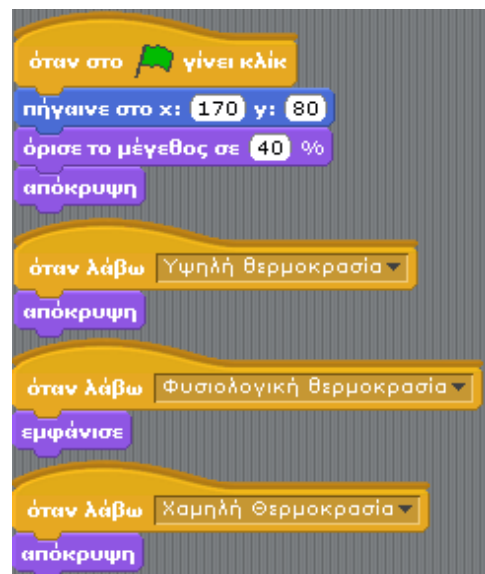 όταν στο γίνει κλίκ
πήγαινε στο x: 170 y: 80
όρισε το μέγεθος σε 40 %
απόκρυψη
όταν λάβω Υψηλή θερμοκρασία
απόκρυψη
όταν λάβω Φυσιολογική θερμοκρασία
εμφάνισε
όταν λάβω Χαμηλή Θερμοκρασία
απόκρυψη